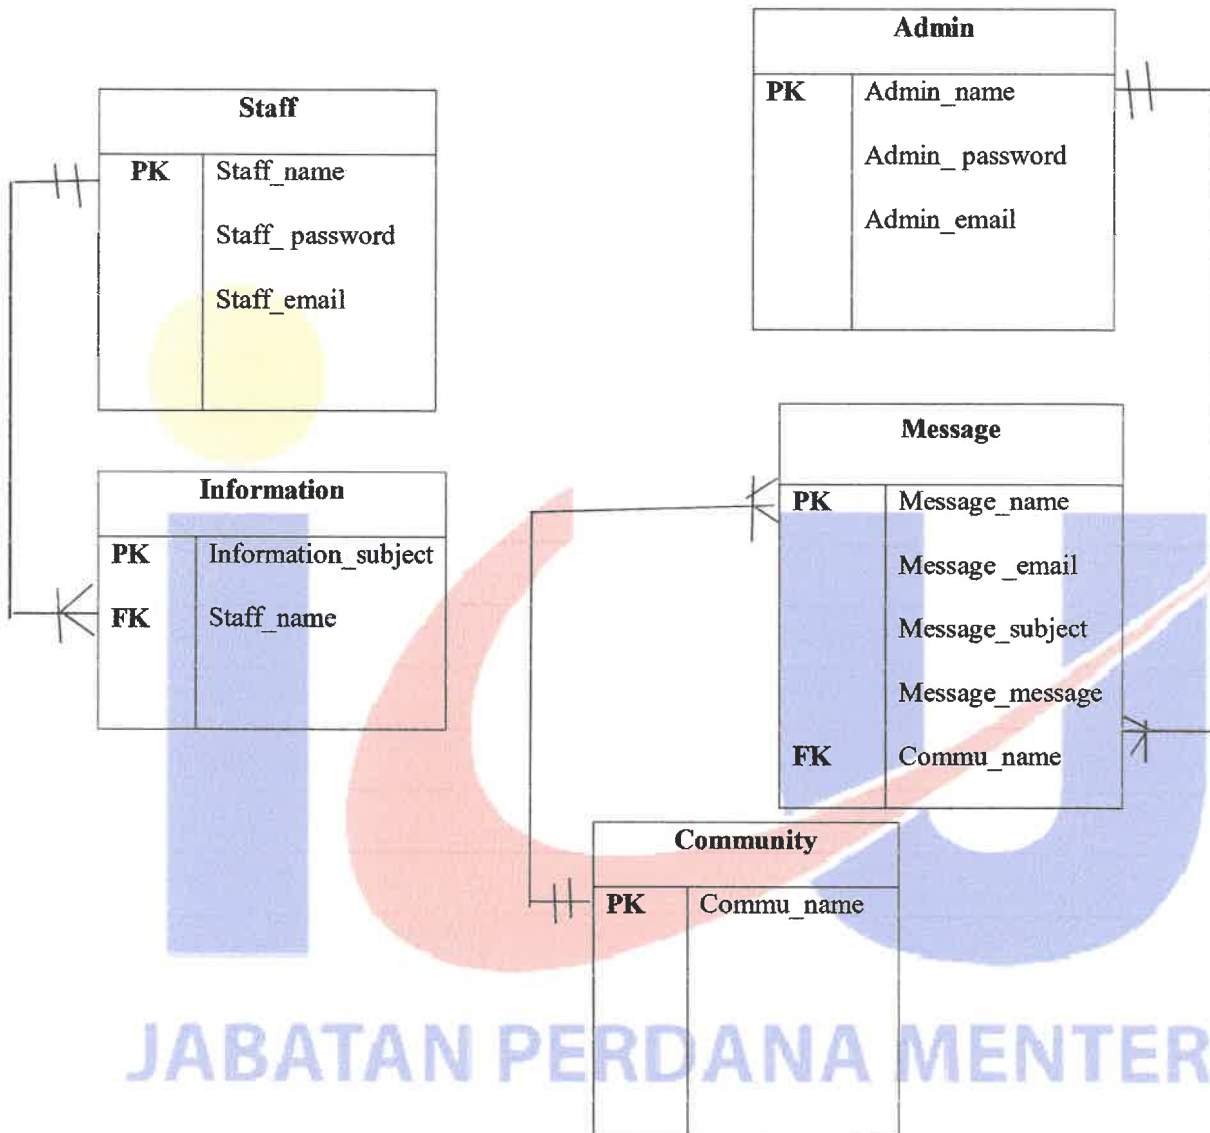 Admin
PK Admin_name
Admin_ password
Admin_email
Staff
PK Staff_name
Staff_ password
Staff_email
Message
PK Message_name
Message _email
Message_subject
Message_message
FK Commu_name
Information
PK Information_subject
FK Staff_name
Community
PK Commu_name
ICU
JABATAN PERDANA MENTER